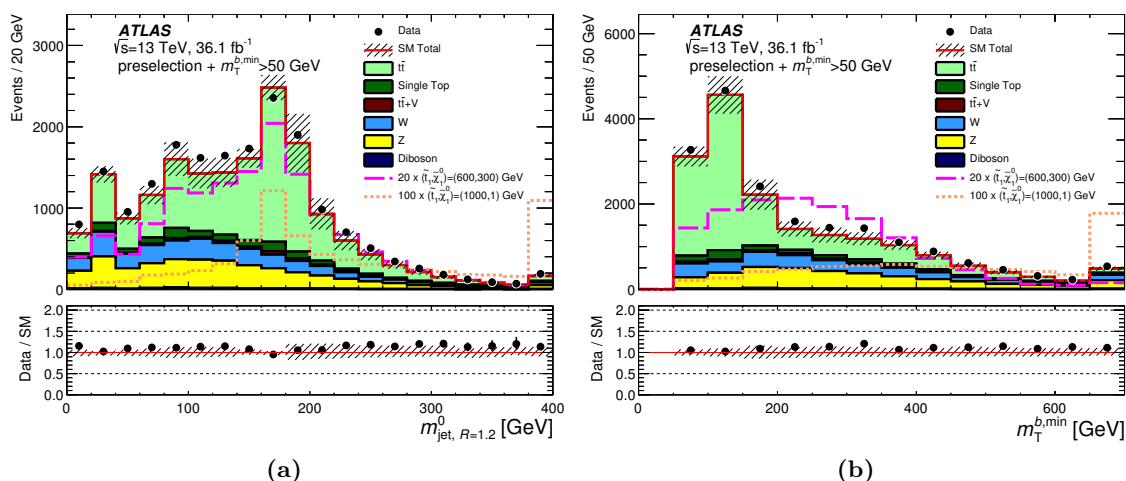 Events / 20 GeV
3200
2400
1600
800
0
ATLAS
√s=13 TeV, 36.1 fb⁻¹
preselection + m_T^{b,min}>50 GeV
Data
SM Total
tt̄
Single Top
tt̄+V
W
Z
Diboson
20 x (t̃₁,χ̃₁⁰)=(600,300) GeV
100 x (t̃₁,χ̃₁⁰)=(1000,1) GeV
Data / SM
2.0
1.5
1.0
0.5
0.0
0 100 200 300 400
m⁰_{jet, R=1.2} [GeV]
(a)
Events / 50 GeV
6000
4000
2000
0
ATLAS
√s=13 TeV, 36.1 fb⁻¹
preselection + m_T^{b,min}>50 GeV
Data
SM Total
tt̄
Single Top
tt̄+V
W
Z
Diboson
20 x (t̃₁,χ̃₁⁰)=(600,300) GeV
100 x (t̃₁,χ̃₁⁰)=(1000,1) GeV
Data / SM
2.0
1.5
1.0
0.5
0.0
0 200 400 600
m_T^{b,min} [GeV]
(b)